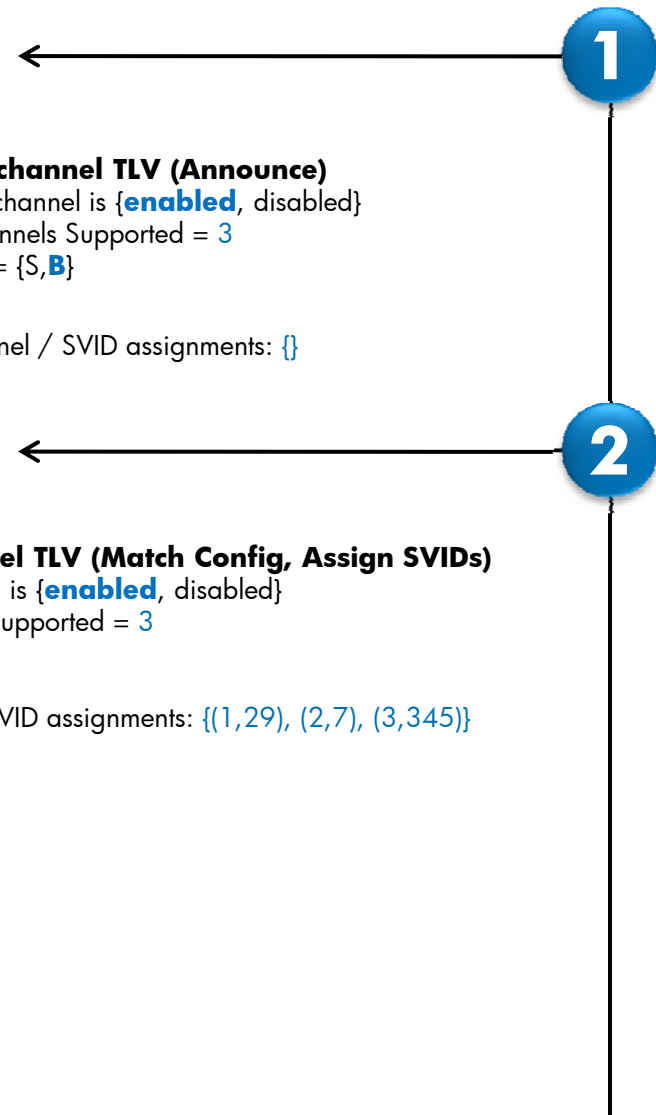 1
channel TLV (Announce)
channel is {enabled, disabled}
nnels Supported = 3
= {S,B}
nel / SVID assignments: {}
2
el TLV (Match Config, Assign SVIDs)
is {enabled, disabled}
upported = 3
VID assignments: {(1,29), (2,7), (3,345)}